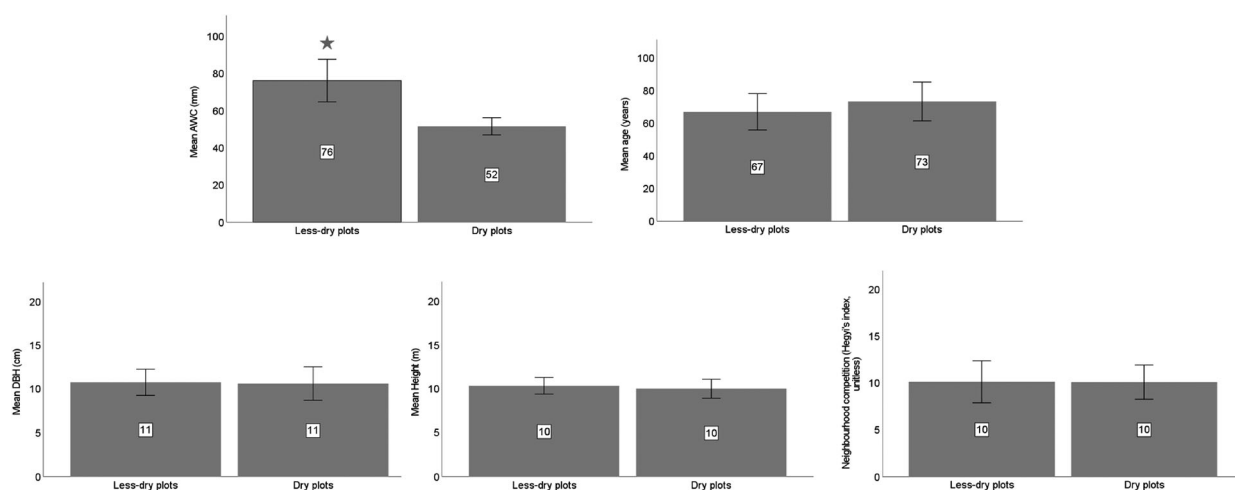 Mean AWC (mm)
100
80
60
40
20
0
76
52
Less-dry plots
Dry plots
Mean age (years)
100
80
60
40
20
0
67
73
Less-dry plots
Dry plots
Mean DBH (cm)
20
15
10
5
0
11
11
Less-dry plots
Dry plots
Mean Height (m)
20
15
10
5
0
10
10
Less-dry plots
Dry plots
Neighbourhood competition (Hegyi's index,
unitless)
20
15
10
5
0
10
10
Less-dry plots
Dry plots